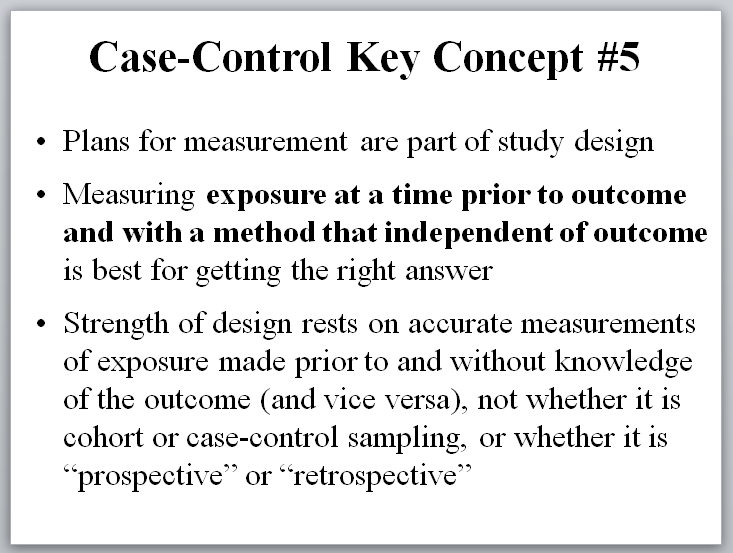 Case-Control Key Concept #5
• Plans for measurement are part of study design
• Measuring exposure at a time prior to outcome
and with a method that independent of outcome
is best for getting the right answer
• Strength of design rests on accurate measurements
of exposure made prior to and without knowledge
of the outcome (and vice versa), not whether it is
cohort or case-control sampling, or whether it is
“prospective” or “retrospective”